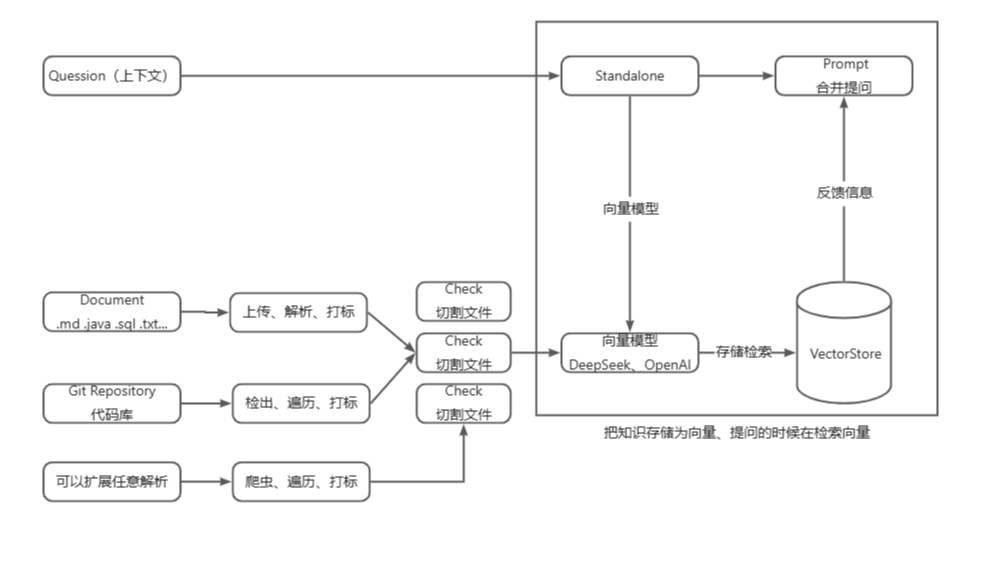 Quession（上下文）
Standalone
Prompt
合并提问
向量模型
反馈信息
Document
.md .java .sql .txt...
上传、解析、打标
Check
切割文件
Check
切割文件
向量模型
DeepSeek、OpenAI
存储检索
VectorStore
Git Repository
代码库
检出、遍历、打标
Check
切割文件
把知识存储为向量、提问的时候在检索向量
可以扩展任意解析
爬虫、遍历、打标